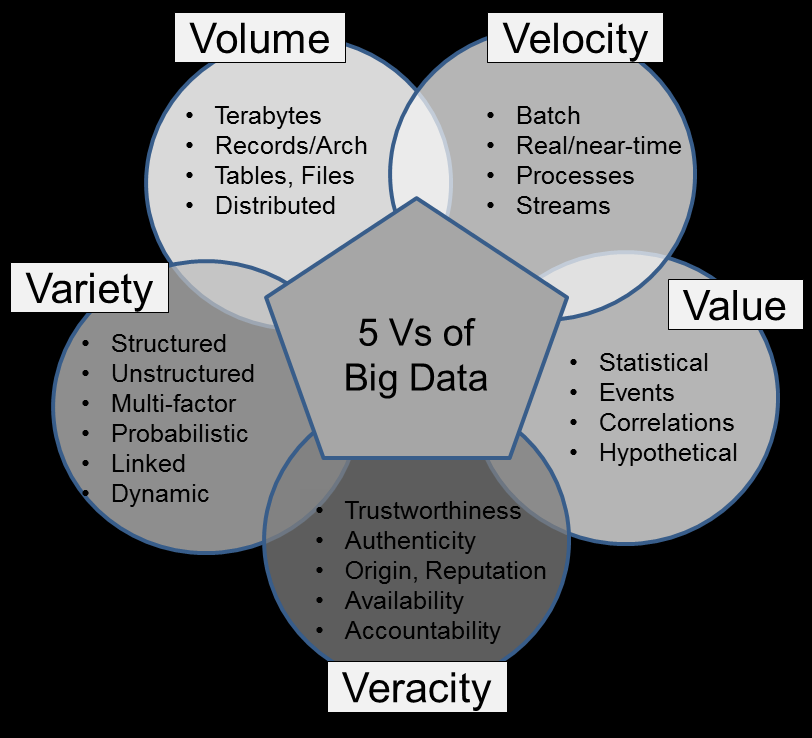 Volume
• Terabytes
• Records/Arch
• Tables, Files
• Distributed
Velocity
• Batch
• Real/near-time
• Processes
• Streams
Variety
• Structured
• Unstructured
• Multi-factor
• Probabilistic
• Linked
• Dynamic
5 Vs of
Big Data
Value
• Statistical
• Events
• Correlations
• Hypothetical
• Trustworthiness
• Authenticity
• Origin, Reputation
• Availability
• Accountability
Veracity